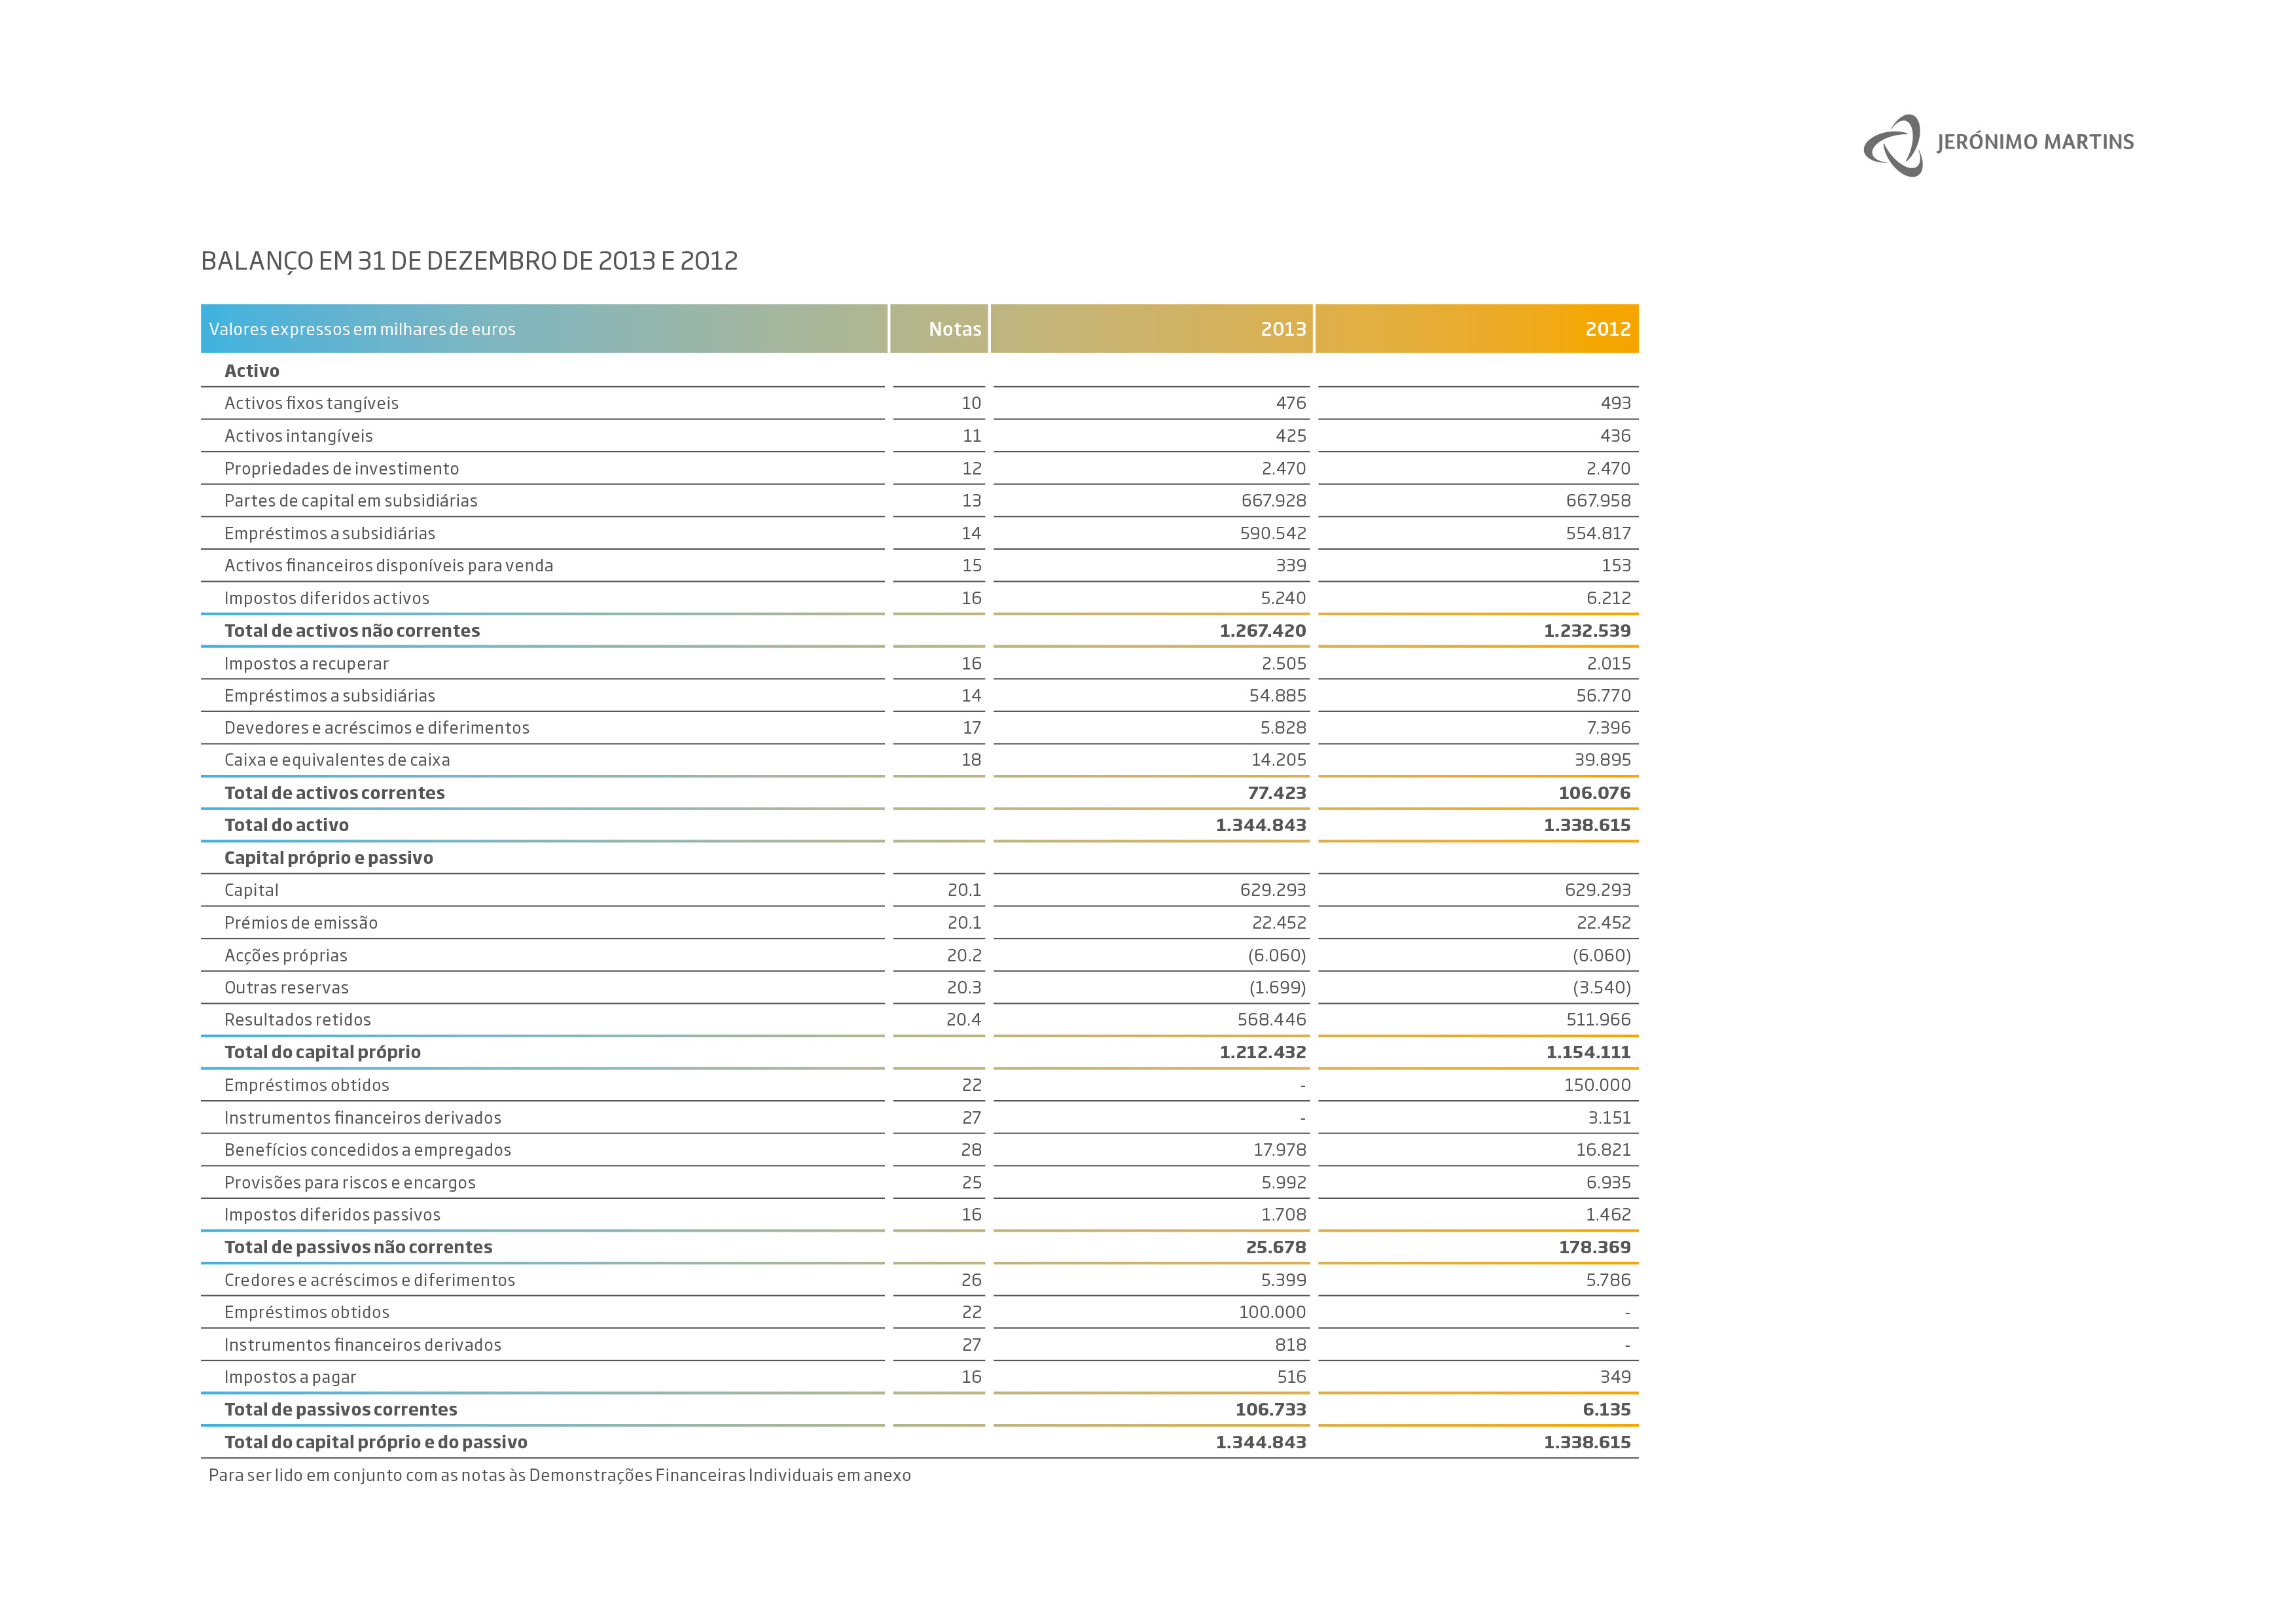 JERÓNIMO MARTINS
BALANÇO EM 31 DE DEZEMBRO DE 2013 E 2012
Valores expressos em milhares de euros Notas 2013 2012
Activo
Activos fixos tangíveis 10 476 493
Activos intangíveis 11 425 436
Propriedades de investimento 12 2.470 2.470
Partes de capital em subsidiárias 13 667.928 667.958
Empréstimos a subsidiárias 14 590.542 554.817
Activos financeiros disponíveis para venda 15 339 153
Impostos diferidos activos 16 5.240 6.212
Total de activos não correntes 1.267.420 1.232.539
Impostos a recuperar 16 2.505 2.015
Empréstimos a subsidiárias 14 54.885 56.770
Devedores e acréscimos e diferimentos 17 5.828 7.396
Caixa e equivalentes de caixa 18 14.205 39.895
Total de activos correntes 77.423 106.076
Total do activo 1.344.843 1.338.615
Capital próprio e passivo
Capital 20.1 629.293 629.293
Prémios de emissão 20.1 22.452 22.452
Acções próprias 20.2 (6.060) (6.060)
Outras reservas 20.3 (1.699) (3.540)
Resultados retidos 20.4 568.446 511.966
Total do capital próprio 1.212.432 1.154.111
Empréstimos obtidos 22 - 150.000
Instrumentos financeiros derivados 27 - 3.151
Benefícios concedidos a empregados 28 17.978 16.821
Provisões para riscos e encargos 25 5.992 6.935
Impostos diferidos passivos 16 1.708 1.462
Total de passivos não correntes 25.678 178.369
Credores e acréscimos e diferimentos 26 5.399 5.786
Empréstimos obtidos 22 100.000 -
Instrumentos financeiros derivados 27 818 -
Impostos a pagar 16 516 349
Total de passivos correntes 106.733 6.135
Total do capital próprio e do passivo 1.344.843 1.338.615
Para ser lido em conjunto com as notas às Demonstrações Financeiras Individuais em anexo